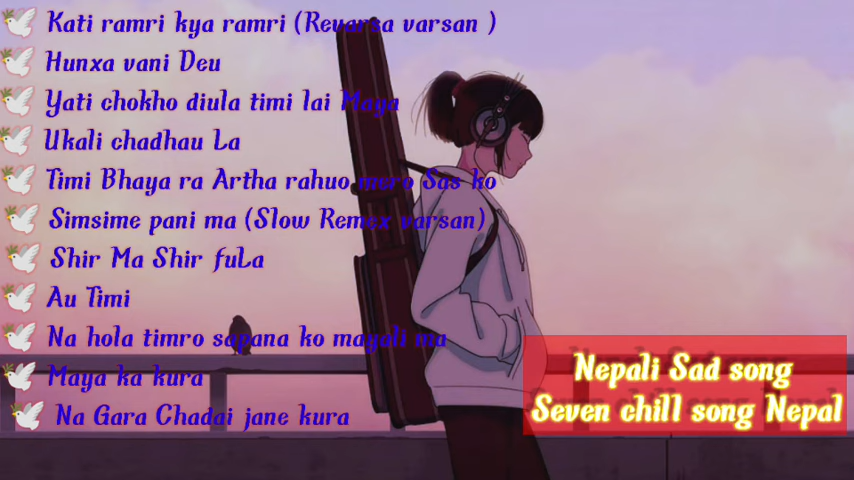 Kati ramri kya ramri (Revarsa varsan )
Hunxa vani Deu
Yati chokho diula timi lai Maya
Ukali chadhau La
Timi Bhaya ra Artha rahuo mero Sas ko
Simsime pani ma (Slow Remex varsan)
Shir Ma Shir fuLa
Au Timi
Na hola timro sapana ko mayali ma
Maya ka kura
Na Gara Chadai jane kura
Nepali Sad song
Seven chill song Nepal